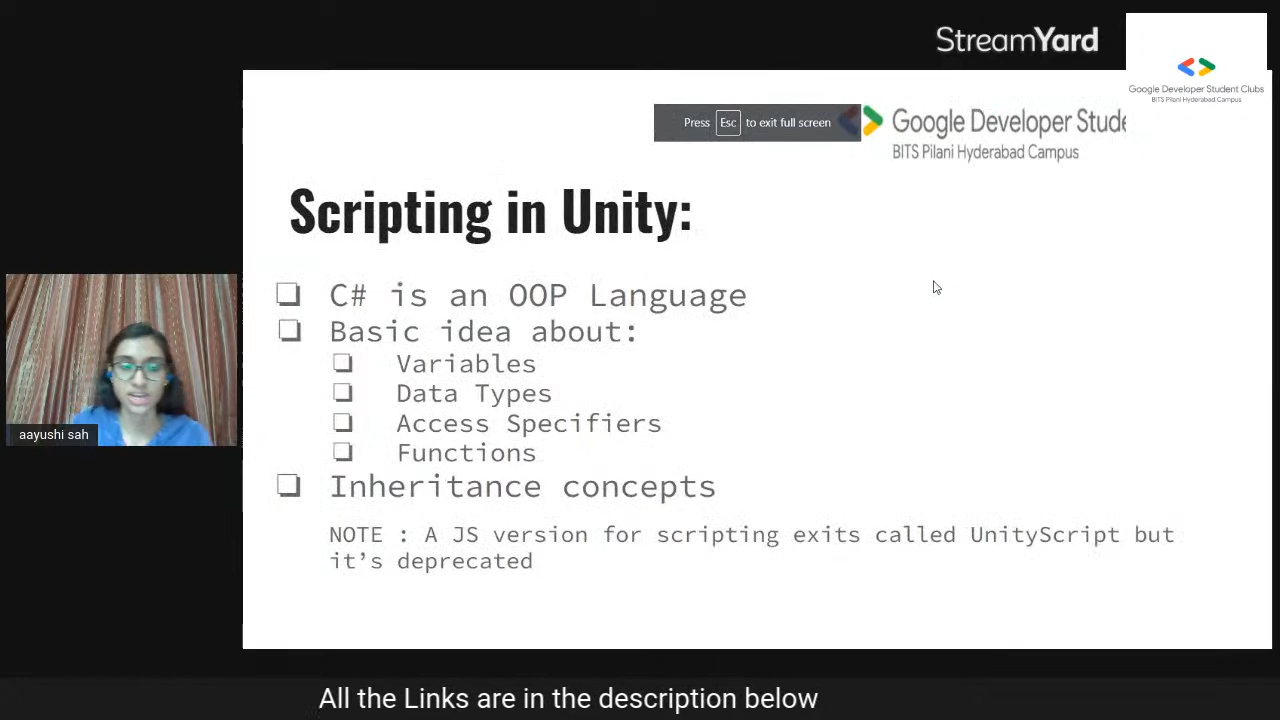 StreamYard
Google Developer Student Clubs
BITS Pilani Hyderabad Campus
Press Esc to exit full screen
Google Developer Stude
BITS Pilani Hyderabad Campus
Scripting in Unity:
C# is an OOP Language
Basic idea about:
Variables
Data Types
Access Specifiers
Functions
Inheritance concepts
NOTE : A JS version for scripting exits called UnityScript but
it’s deprecated
aayushi sah
All the Links are in the description below